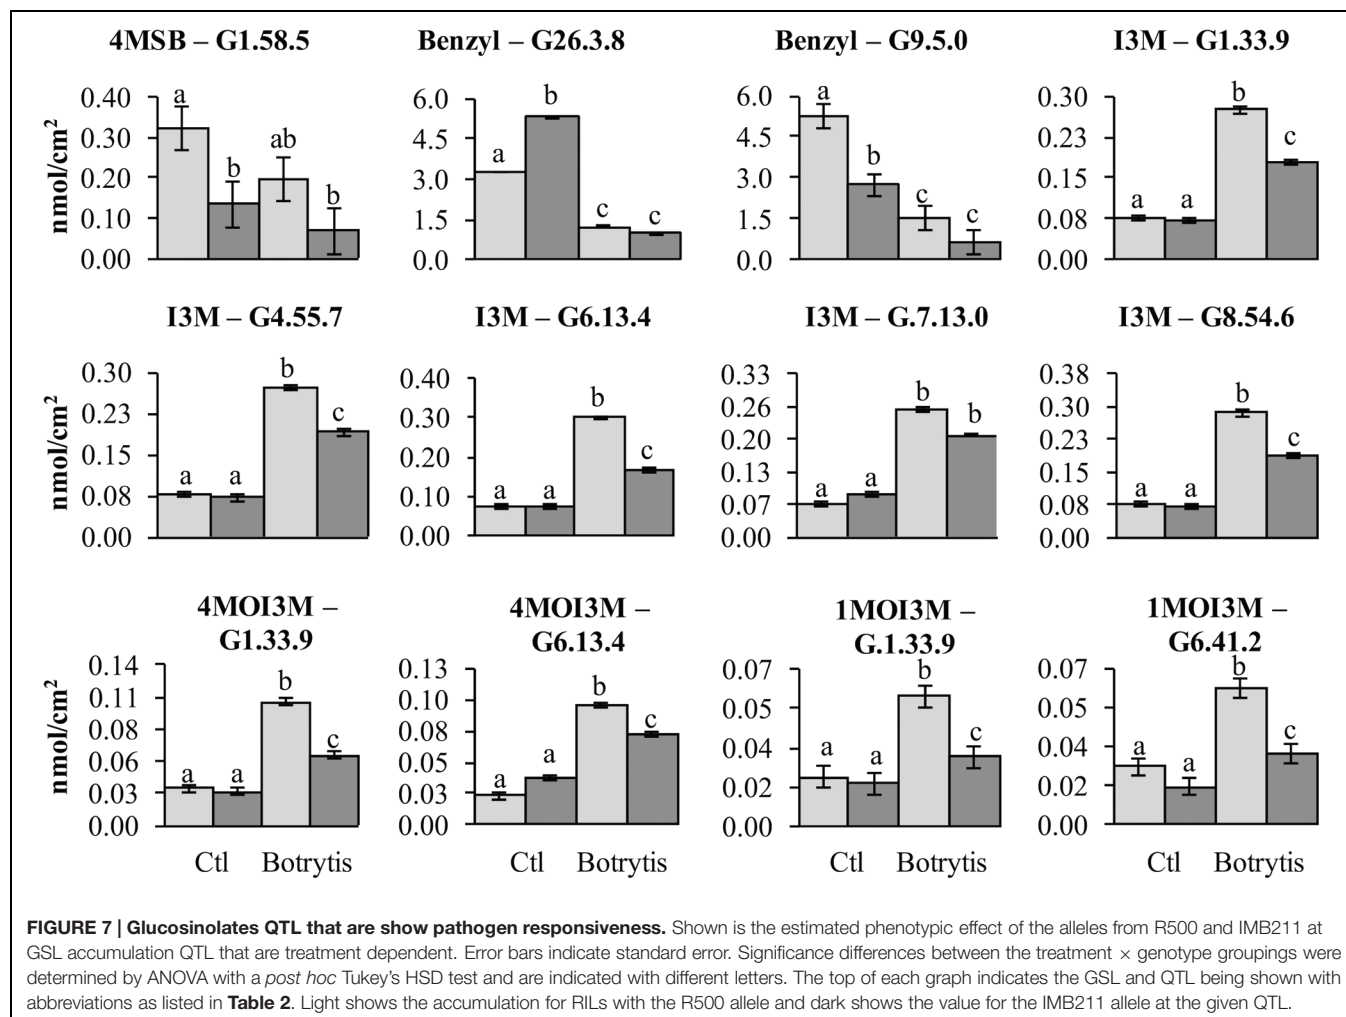 4MSB – G1.58.5
Benzyl – G26.3.8
Benzyl – G9.5.0
I3M – G1.33.9
nmol/cm²
0.40
0.30
0.20
0.10
0.00
a
b
ab
b
6.0
4.5
3.0
1.5
0.0
a
b
c
c
6.0
4.5
3.0
1.5
0.0
a
b
c
c
0.30
0.23
0.15
0.08
0.00
a
a
b
c
I3M – G4.55.7
I3M – G6.13.4
I3M – G.7.13.0
I3M – G8.54.6
nmol/cm²
0.30
0.23
0.15
0.08
0.00
a
a
b
c
0.40
0.30
0.20
0.10
0.00
a
a
b
c
0.33
0.26
0.20
0.13
0.07
0.00
a
a
b
b
0.38
0.30
0.23
0.15
0.08
0.00
a
a
b
c
4MOI3M –
G1.33.9
4MOI3M –
G6.13.4
1MOI3M –
G.1.33.9
1MOI3M –
G6.41.2
nmol/cm²
0.14
0.11
0.08
0.06
0.03
0.00
a
a
b
c
0.13
0.10
0.08
0.05
0.03
0.00
a
a
b
c
0.07
0.05
0.04
0.02
0.00
a
a
b
c
0.07
0.05
0.04
0.02
0.00
a
a
b
c
Ctl Botrytis
Ctl Botrytis
Ctl Botrytis
Ctl Botrytis
FIGURE 7 | Glucosinolates QTL that are show pathogen responsiveness. Shown is the estimated phenotypic effect of the alleles from R500 and IMB211 at
GSL accumulation QTL that are treatment dependent. Error bars indicate standard error. Significance differences between the treatment × genotype groupings were
determined by ANOVA with a post hoc Tukey's HSD test and are indicated with different letters. The top of each graph indicates the GSL and QTL being shown with
abbreviations as listed in Table 2. Light shows the accumulation for RILs with the R500 allele and dark shows the value for the IMB211 allele at the given QTL.